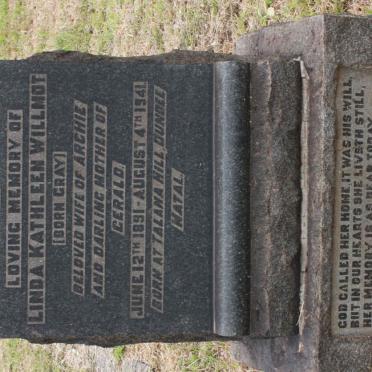 LOVING MEMORY OF
LINDA KATHLEEN WILLMOT
(BORN GRAY)
BELOVED WIFE OF ARCHIE
AND DARLING MOTHER OF
GERALD.
JUNE 12TH 1891 - AUGUST 4TH 1941
BORN AT TALANA HILL, DUNDEE
NATAL.
GOD CALLED HER HOME, IT WAS HIS WILL,
BUT IN OUR HEARTS SHE LIVETH STILL,
HER MEMORY IS AS DEAR TODAY